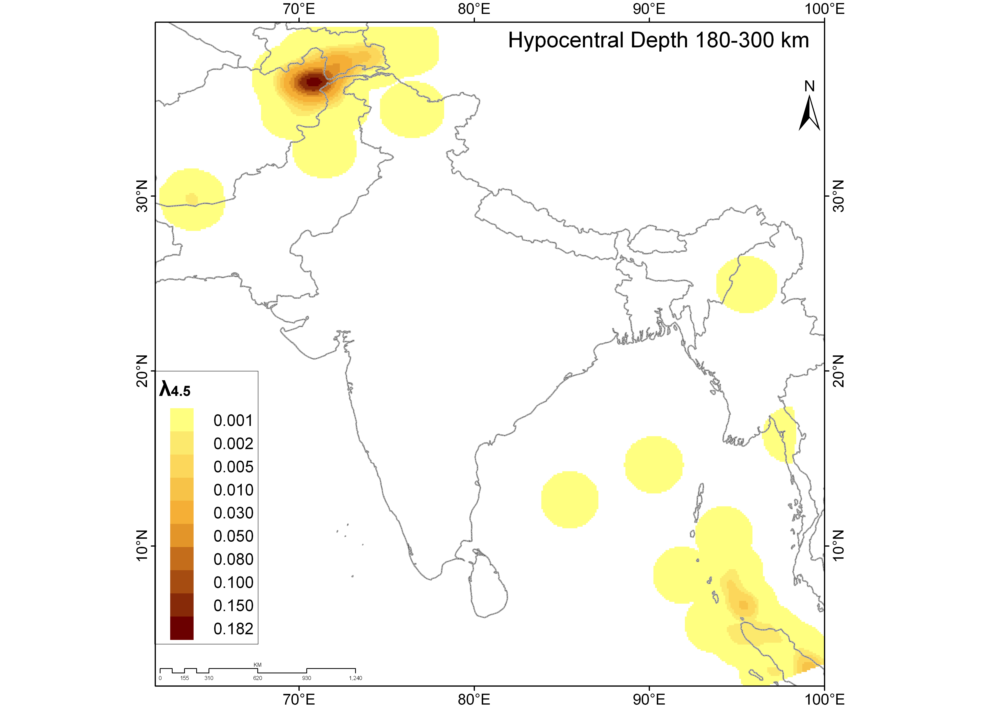 70°E 80°E 90°E 100°E
Hypocentral Depth 180-300 km
N
30°N 30°N
20°N 20°N
λ4.5
0.001
0.002
0.005
0.010
0.030
0.050
0.080
0.100
0.150
0.182
10°N 10°N
KM
0 155 310 620 930 1,240
70°E 80°E 90°E 100°E